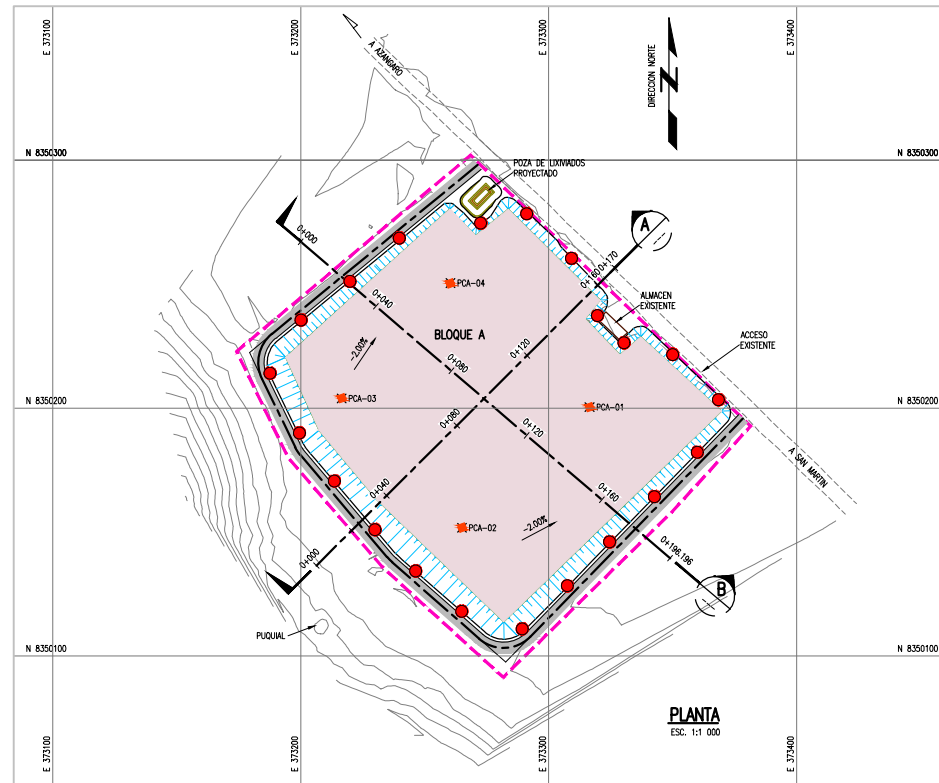 E 373100
E 373200
E 373300
E 373400
A AZANGARO
DIRECCION NORTE
N
N 8350300
N 8350300
POZA DE LIXIVIADOS
PROYECTADO
0+000
A
0+170
0+160
PCA-04
ALMACEN
EXISTENTE
0+040
BLOQUE A
ACCESO
EXISTENTE
-2.00%
0+120
0+080
PCA-03
PCA-01
N 8350200
N 8350200
0+080
0+120
A SAN MARTIN
0+040
0+160
PCA-02
-2.00%
0+000
0+196.196
B
PUQUIAL
N 8350100
N 8350100
PLANTA
ESC. 1:1 000
E 373100
E 373200
E 373300
E 373400